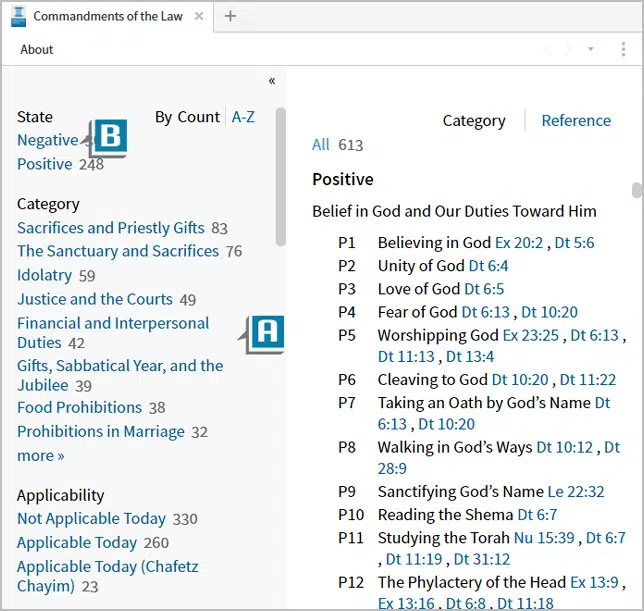 Commandments of the Law
About
«
State By Count A-Z
Negative
Positive 248
B
Category
Sacrifices and Priestly Gifts 83
The Sanctuary and Sacrifices 76
Idolatry 59
Justice and the Courts 49
Financial and Interpersonal
Duties 42
A
Gifts, Sabbatical Year, and the
Jubilee 39
Food Prohibitions 38
Prohibitions in Marriage 32
more »
Applicability
Not Applicable Today 330
Applicable Today 260
Applicable Today (Chafetz
Chayim) 23
Category Reference
All 613
Positive
Belief in God and Our Duties Toward Him
P1 Believing in God Ex 20:2 , Dt 5:6
P2 Unity of God Dt 6:4
P3 Love of God Dt 6:5
P4 Fear of God Dt 6:13 , Dt 10:20
P5 Worshipping God Ex 23:25 , Dt 6:13 ,
Dt 11:13 , Dt 13:4
P6 Cleaving to God Dt 10:20 , Dt 11:22
P7 Taking an Oath by God’s Name Dt
6:13 , Dt 10:20
P8 Walking in God’s Ways Dt 10:12 , Dt
28:9
P9 Sanctifying God’s Name Le 22:32
P10 Reading the Shema Dt 6:7
P11 Studying the Torah Nu 15:39 , Dt 6:7
, Dt 11:19 , Dt 31:12
P12 The Phylactery of the Head Ex 13:9 ,
Ex 13:16 , Dt 6:8 , Dt 11:18